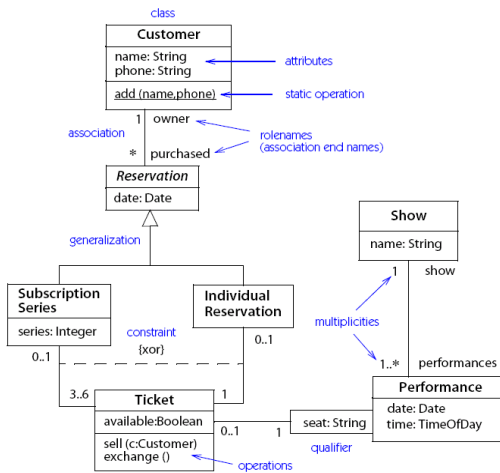 class
Customer
name: String
phone: String
attributes
add (name,phone)
static operation
1 owner
association
rolenames
(association end names)
* purchased
Reservation
date: Date
Show
name: String
generalization
1 show
Subscription
Series
series: Integer
Individual
Reservation
constraint
{xor}
multiplicities
0..1
0..1
1..* performances
3..6
1
Ticket
available:Boolean
sell (c:Customer)
exchange ()
operations
0..1
1
seat: String
qualifier
Performance
date: Date
time: TimeOfDay